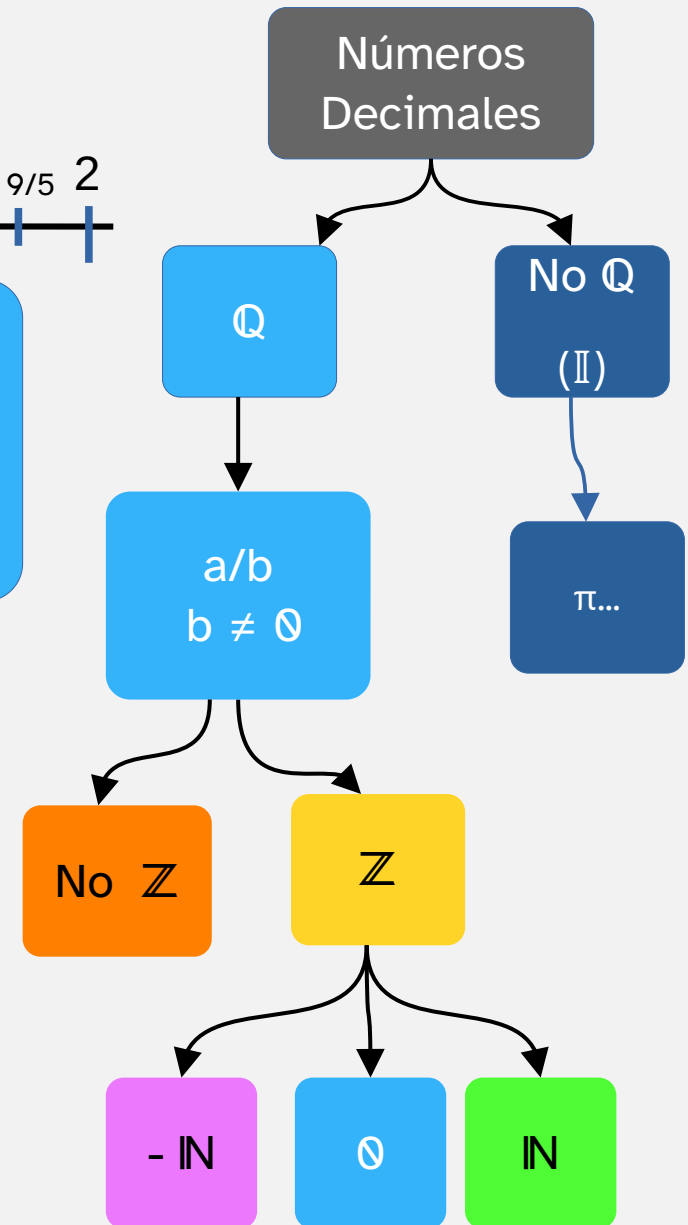 Números
Decimales
9/5 2
ℚ
No ℚ
(𝕀)
a/b
b ≠ 0
π...
No ℤ
ℤ
- ℕ
0
ℕ